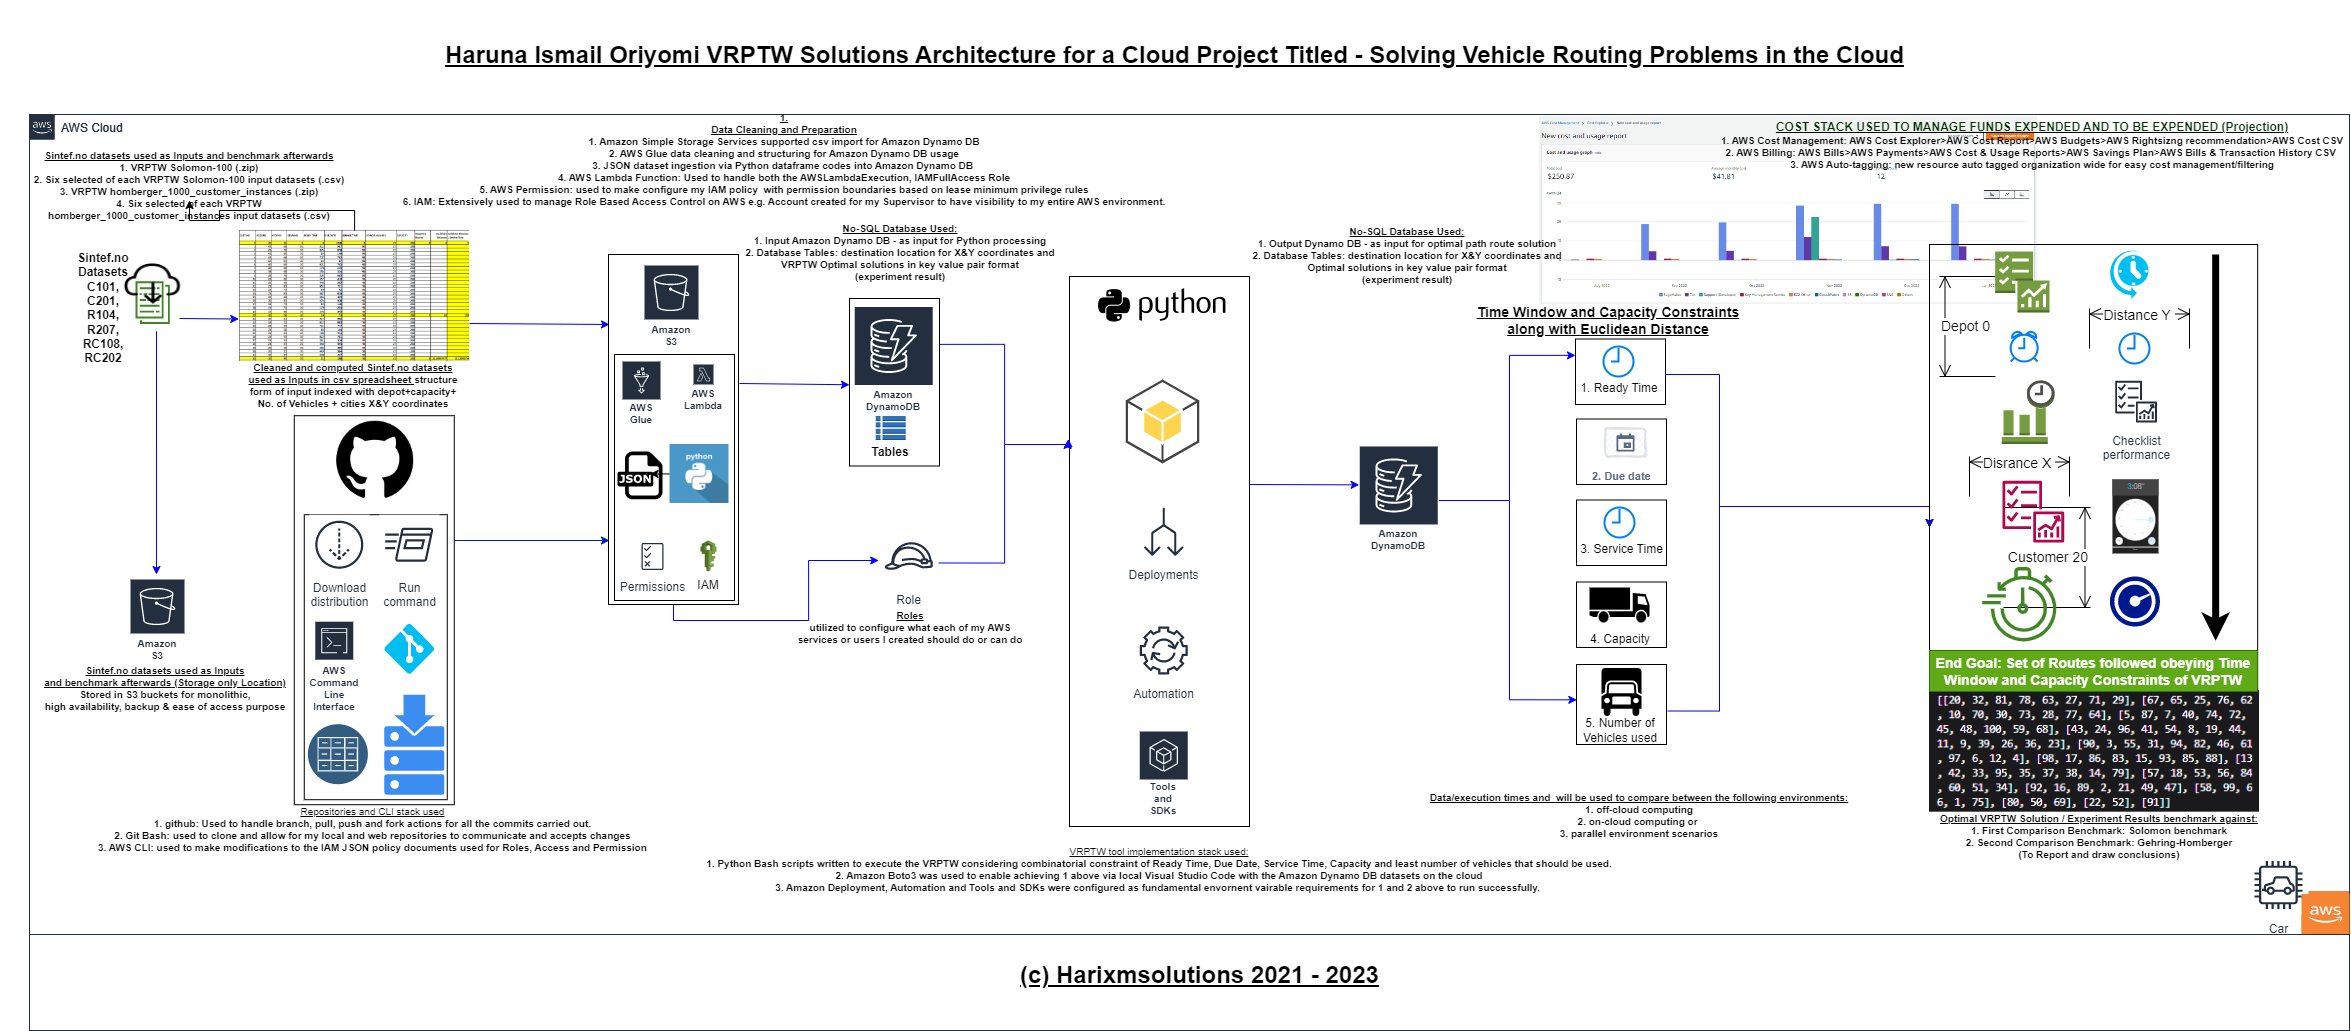 Haruna Ismail Oriyomi VRPTW Solutions Architecture for a Cloud Project Titled - Solving Vehicle Routing Problems in the Cloud
aws
AWS Cloud
Sintef.no datasets used as Inputs and benchmark afterwards
1. VRPTW Solomon-100 (.zip)
2. Six selected of each VRPTW Solomon-100 input datasets (.csv)
3. VRPTW homberger_1000_customer_instances (.zip)
4. Six selected of each VRPTW
homberger_1000_customer_instances input datasets (.csv)
1.
Data Cleaning and Preparation
1. Amazon Simple Storage Services supported csv import for Amazon Dynamo DB
2. AWS Glue data cleaning and structuring for Amazon Dynamo DB usage
3. JSON dataset ingestion via Python datfframe codes into Amazon Dynamo DB
4. AWS Lambda Function: Used to handle both the AWSLambdaExecution, IAMFullAccess Role
5. AWS Permission: used to make configure my IAM policy with permission boundaries based on lease minimum privilege rules
6. IAM: Extensively used to manage Role Based Access Control on AWS e.g. Account created for my Supervisor to have visibility to my entire AWS environment.
COST STACK USED TO MANAGE FUNDS EXPENDED AND TO BE EXPENDED (Projection)
1. AWS Cost Management: AWS Cost Explorer>AWS Cost Report>AWS Budgets>AWS Rightsizng recommendation>AWS Cost CSV
2. AWS Billing: AWS Bills>AWS Payments>AWS Cost & Usage Reports>AWS Savings Plan>AWS Bills & Transaction History CSV
3. AWS Auto-tagging: new resource auto tagged organization wide for easy cost management/filtering
New cost and usage report
Cost and usage graph
$250.87
$41.81
12
Sintef.no
Datasets
C101,
C201,
R104,
R207,
RC108,
RC202
Cleaned and computed Sintef.no datasets
used as Inputs in csv spreadsheet structure
form of input indexed with depot+capacity+
No. of Vehicles + cities X&Y coordinates
Amazon
S3
Sintef.no datasets used as Inputs
and benchmark afterwards (Storage only Location)
Stored in S3 buckets for monolithic,
high availability, backup & ease of access purpose
Download
distribution
Run
command
AWS
Command
Line
Interface
Repositories and CLI stack used
1. github: Used to handle branch, pull, push and fork actions for all the commits carried out.
2. Git Bash: used to clone and allow for my local and web repositories to communicate and accepts changes
3. AWS CLI: used to make modifications to the IAM JSON policy documents used for Roles, Access and Permission
Amazon
S3
AWS
Glue
AWS
Lambda
JSON
python
Permissions
IAM
No-SQL Database Used:
1. Input Amazon Dynamo DB - as input for Python processing
2. Database Tables: destination location for X&Y coordinates and
VRPTW Optimal solutions in key value pair format
(experiment result)
Amazon
DynamoDB
Tables
Role
Roles
utilized to configure what each of my AWS
services or users I created should do or can do
python
Deployments
Automation
Tools
and
SDKs
VRPTW tool implementation stack used:
1. Python Bash scripts written to execute the VRPTW considering combinatorial constraint of Ready Time, Due Date, Service Time, Capacity and least number of vehicles that should be used.
2. Amazon Boto3 was used to enable achieving 1 above via local Visual Studio Code with the Amazon Dynamo DB datasets on the cloud
3. Amazon Deployment, Automation and Tools and SDKs were configured as fundamental envornent vairable requirements for 1 and 2 above to run successfully.
No-SQL Database Used:
1. Output Dynamo DB - as input for optimal path route solution
2. Database Tables: destination location for X&Y coordinates and
Optimal solutions in key value pair format
(experiment result)
Amazon
DynamoDB
Time Window and Capacity Constraints
along with Euclidean Distance
1. Ready Time
2. Due date
3. Service Time
4. Capacity
5. Number of
Vehicles used
Data/execution times and will be used to compare between the following environments:
1. off-cloud computing
2. on-cloud computing or
3. parallel environment scenarios
Depot 0
Distance Y
Checklist
performance
Disrance X
3:08
Customer 20
End Goal: Set of Routes followed obeying Time
Window and Capacity Constraints of VRPTW
[[20, 32, 81, 78, 63, 27, 71, 29], [67, 65, 25, 76, 62
, 10, 70, 30, 73, 28, 77, 64], [5, 87, 7, 40, 74, 72,
45, 48, 100, 59, 68], [43, 24, 96, 41, 54, 8, 19, 44,
11, 9, 39, 26, 36, 23], [90, 3, 55, 31, 94, 82, 46, 61
, 97, 6, 12, 4], [98, 17, 86, 83, 15, 93, 85, 88], [13
, 42, 33, 95, 35, 37, 38, 14, 79], [57, 18, 53, 56, 84
, 60, 51, 34], [92, 16, 89, 2, 21, 49, 47], [58, 99, 6
6, 1, 75], [80, 50, 69], [22, 52], [91]]
Optimal VRPTW Solution / Experiment Results benchmark against:
1. First Comparison Benchmark: Solomon benchmark
2. Second Comparison Benchmark: Gehring-Homberger
(To Report and draw conclusions)
Car
aws
(c) Harixmsolutions 2021 - 2023